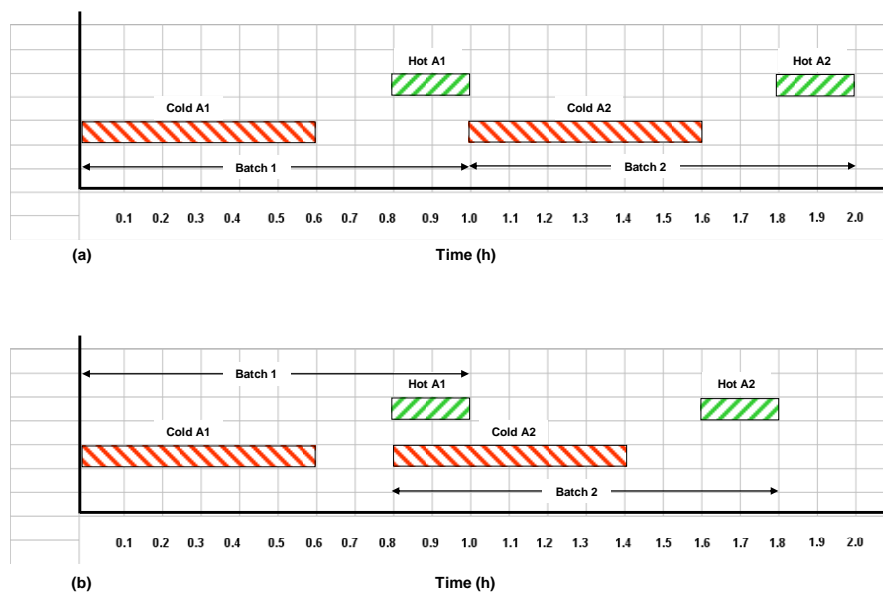 Hot A1 Hot A2
Cold A1 Cold A2
Batch 1 Batch 2
0.1 0.2 0.3 0.4 0.5 0.6 0.7 0.8 0.9 1.0 1.1 1.2 1.3 1.4 1.5 1.6 1.7 1.8 1.9 2.0
(a) Time (h)
Batch 1
Hot A1 Hot A2
Cold A1 Cold A2
Batch 2
0.1 0.2 0.3 0.4 0.5 0.6 0.7 0.8 0.9 1.0 1.1 1.2 1.3 1.4 1.5 1.6 1.7 1.8 1.9 2.0
(b) Time (h)